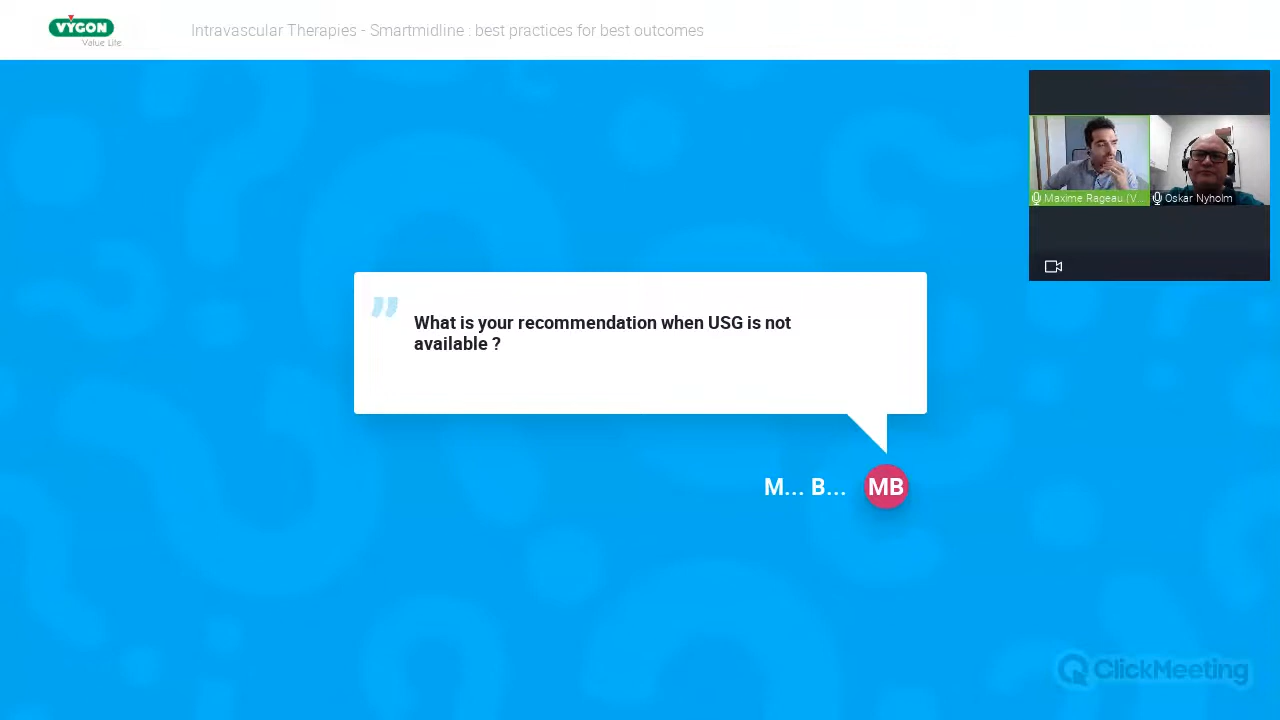 VYGON
Value Life
Intravascular Therapies - Smartmidline : best practices for best outcomes
Maxime Rageau (V...
Oskar Nyholm
"
What is your recommendation when USG is not
available ?
M... B...
MB
ClickMeeting